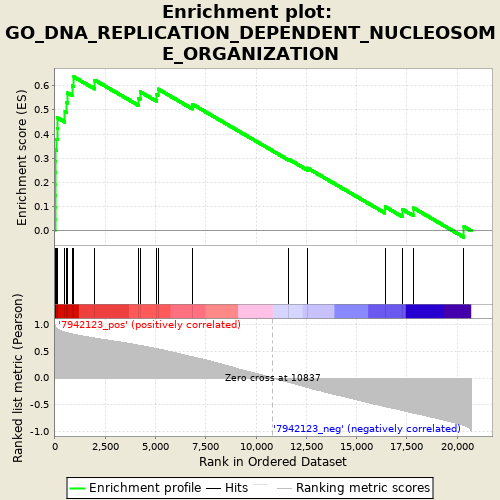 Enrichment plot:
GO_DNA_REPLICATION_DEPENDENT_NUCLEOSOM
E_ORGANIZATION
Enrichment score (ES)
0.6
0.5
0.4
0.3
0.2
0.1
0.0
Ranked list metric (Pearson)
1.0
0.5
0.0
-0.5
-1.0
'7942123_pos' (positively correlated)
Zero cross at 10837
'7942123_neg' (negatively correlated)
0 2,500 5,000 7,500 10,000 12,500 15,000 17,500 20,000
Rank in Ordered Dataset
Enrichment profile Hits Ranking metric scores